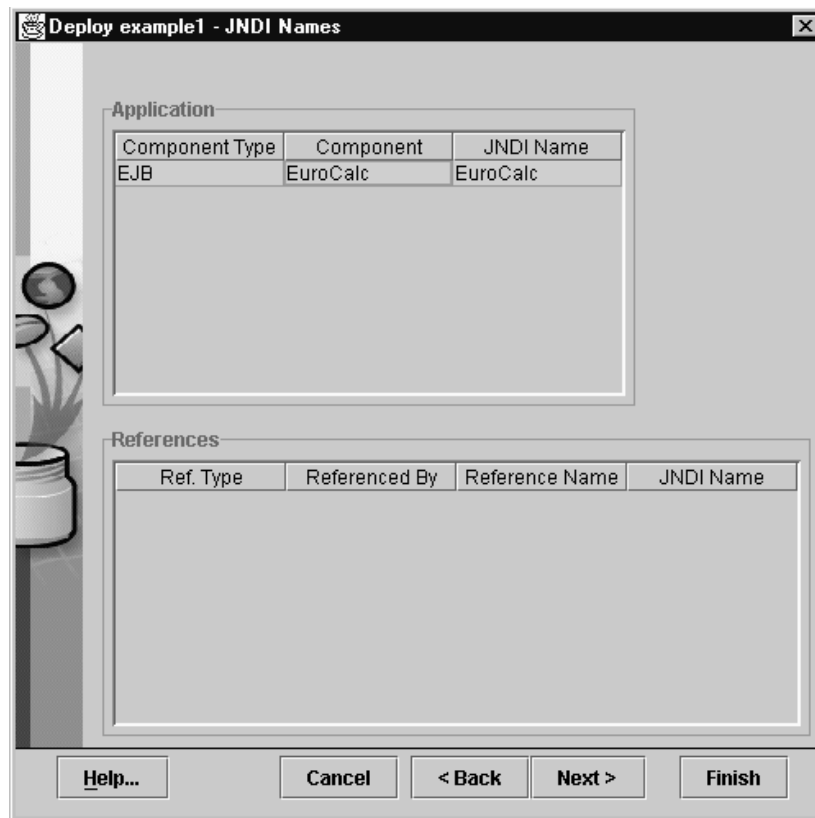 Deploy example1 - JNDI Names
Application
Component Type Component JNDI Name
EJB EuroCalc EuroCalc
References
Ref. Type Referenced By Reference Name JNDI Name
Help... Cancel < Back Next > Finish